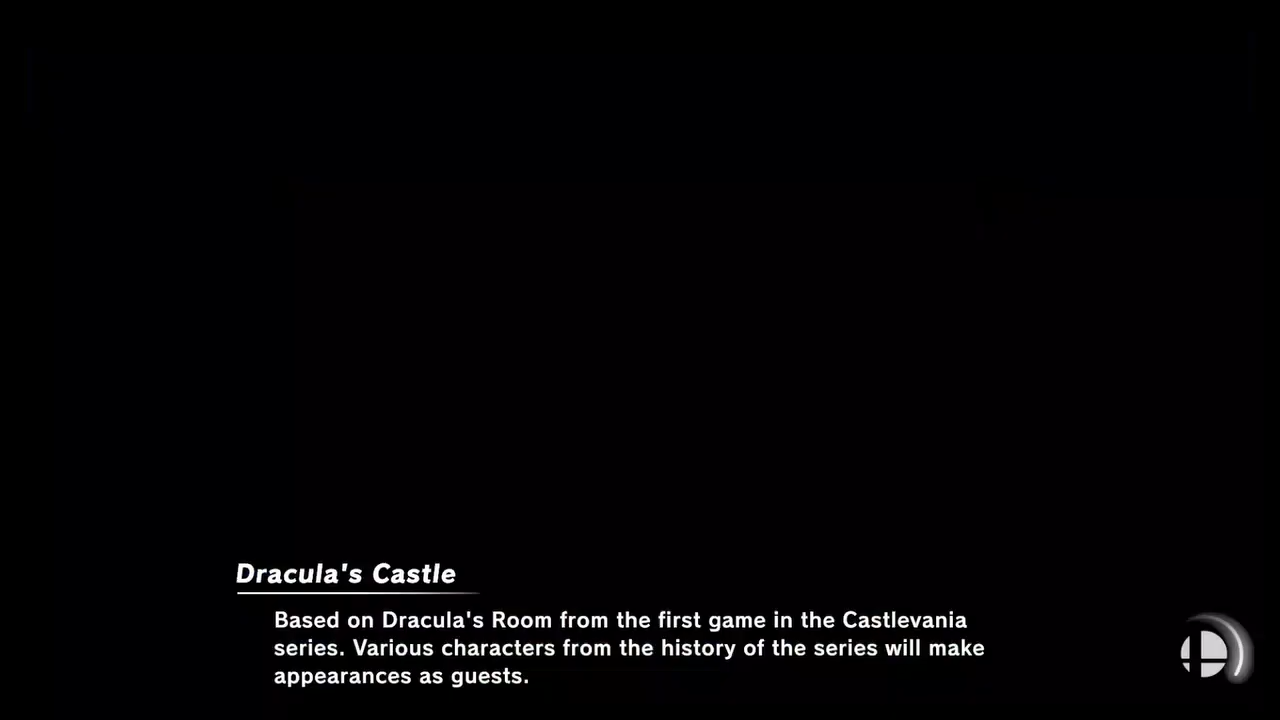 Dracula's Castle
Based on Dracula's Room from the first game in the Castlevania
series. Various characters from the history of the series will make
appearances as guests.